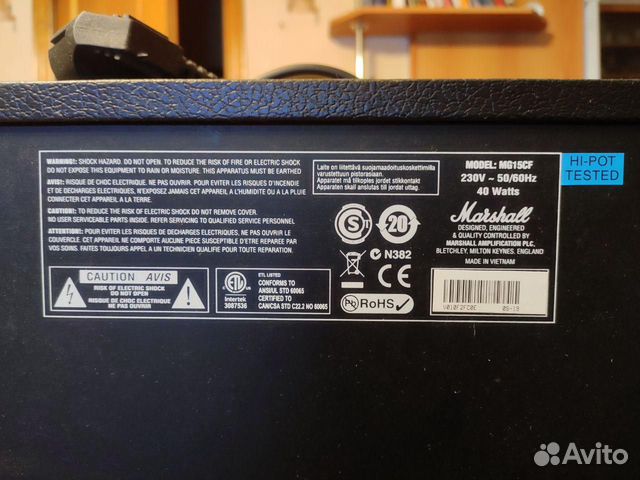 WARNING!: SHOCK HAZARD. DO NOT OPEN. TO REDUCE THE RISK OF FIRE OR ELECTRIC SHOCK
DO NOT EXPOSE THIS EQUIPMENT TO RAIN OR MOISTURE. THIS APPARATUS MUST BE EARTHED
AVIS!: RISQUE DE CHOC ELECTRIQUE, NE PAS OUVRIR. POUR EVITER LES RISQUES D'INCENDIE
ET DE DÉCHARGES ELECTRIQUES, N'EXPOSEZ JAMAIS CET APPAREIL A L'HUMIDITÉ OU A LA PLUIE
CONNECTER CET APPAREIL A LA TERRE.
CAUTION!: TO REDUCE THE RISK OF ELECTRIC SHOCK DO NOT REMOVE COVER.
NO USER SERVICEABLE PARTS INSIDE. REFER SERVICING TO QUALIFIED SERVICE PERSONNEL
ATTENTION!: POUR EVITER LES RISQUES DE DÉCHARGES ELECTRIQUES, NE PAS OUVRIR LE
COUVERCLE. CET APPAREIL NE COMPORTE AUCUNE PIECE SUSCEPTIBLE D'ETRE REPAREE PAR
VOS SOINS. FAITES TOUJOURS APPEL A UN TECHNICIEN QUALIFIE POUR TOUT INTERVENTION
CAUTION AVIS
RISK OF ELECTRIC SHOCK
DO NOT OPEN
RISQUE DE CHOC ELECTRIQUE
NE PAS OUVRIR
ETL
Intertek
3087536
ETL LISTED
CONFORMS TO
ANSI/UL STD 60065
CERTIFIED TO
CAN/CSA STD C22.2 NO 60065
Laite on liitettävä suojamaadoituskoskettimilla
varustettuun pistorasiaan.
Apparatet må tilkoples jordet stikkontakt
Apparaten skall anslutas till jordat uttag.
20
N382
Pb RoHS
MODEL: MG15CF
230V ~ 50/60Hz
40 Watts
Marshall
DESIGNED, ENGINEERED
& QUALITY CONTROLLED BY
MARSHALL AMPLIFICATION PLC,
BLETCHLEY, MILTON KEYNES. ENGLAND
MADE IN VIETNAM
HI-POT
TESTED
Avito